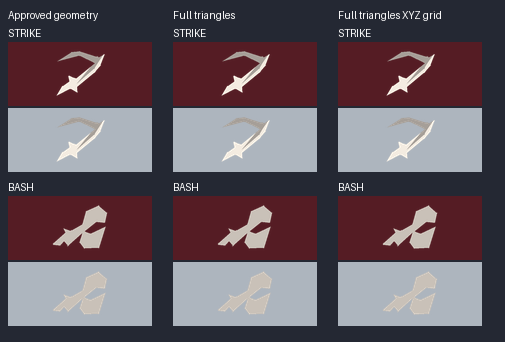 Approved geometry Full triangles Full triangles XYZ grid
STRIKE STRIKE STRIKE
BASH BASH BASH